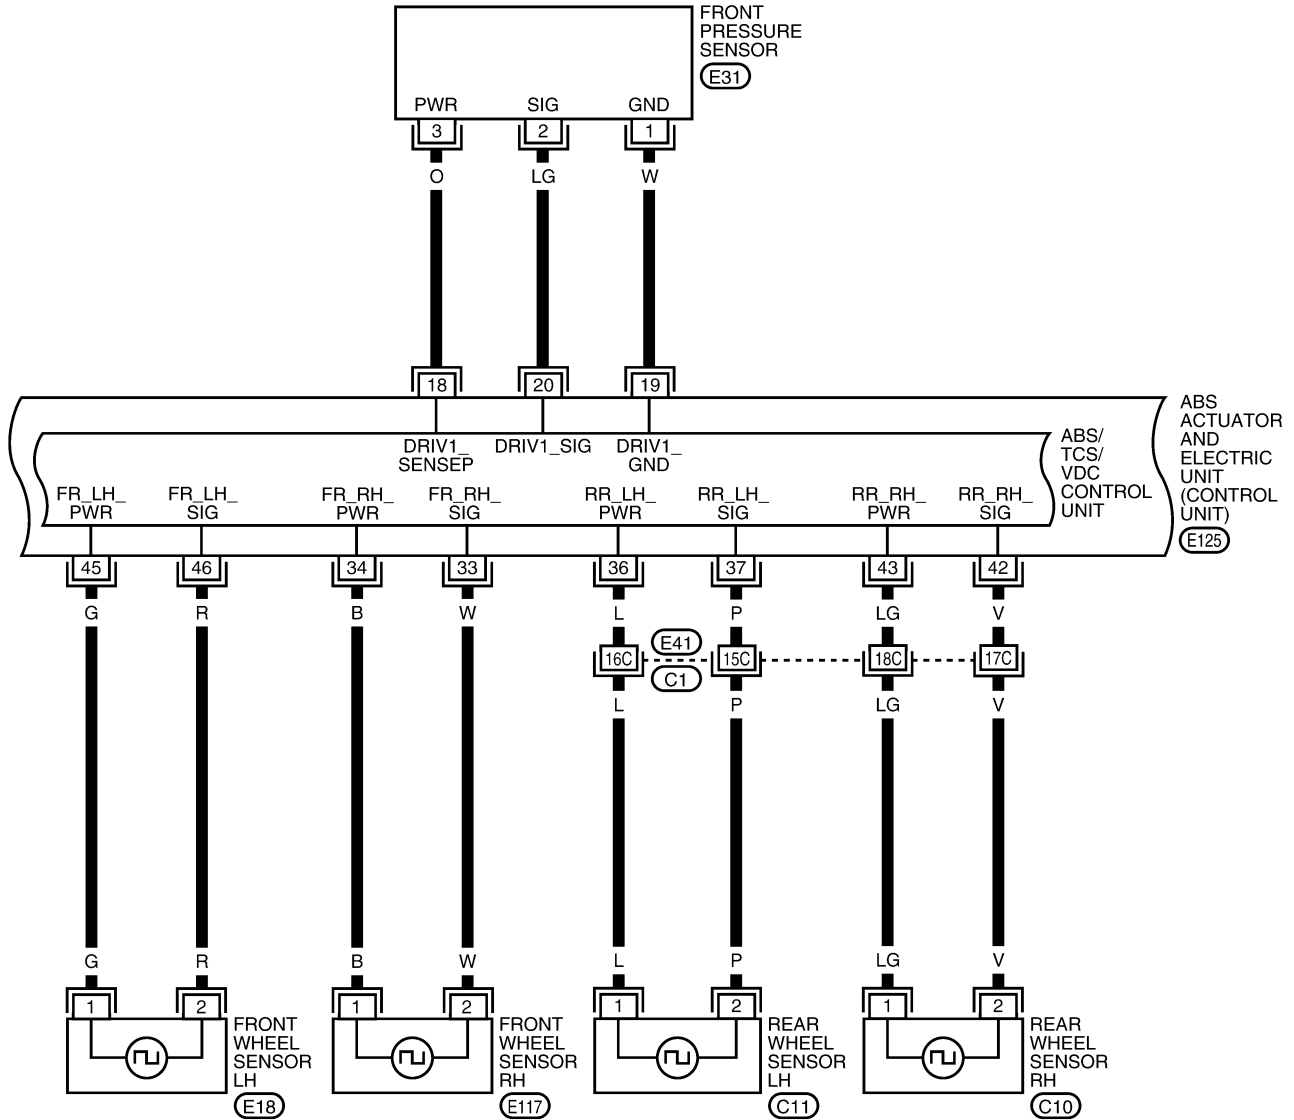 FRONT
PRESSURE
SENSOR
E31
PWR SIG GND
3 2 1
O LG W
18 20 19
DRIV1_
SENSEP
DRIV1_SIG
DRIV1_
GND
ABS/
TCS/
VDC
CONTROL
UNIT
ABS
ACTUATOR
AND
ELECTRIC
UNIT
(CONTROL
UNIT)
E125
FR_LH_
PWR
FR_LH_
SIG
FR_RH_
PWR
FR_RH_
SIG
RR_LH_
PWR
RR_LH_
SIG
RR_RH_
PWR
RR_RH_
SIG
45 46 34 33 36 37 43 42
G R B W L P LG V
E41
16C 15C 18C 17C
C1
L P LG V
G R B W L P LG V
1 2 1 2 1 2 1 2
FRONT
WHEEL
SENSOR
LH
E18
FRONT
WHEEL
SENSOR
RH
E117
REAR
WHEEL
SENSOR
LH
C11
REAR
WHEEL
SENSOR
RH
C10